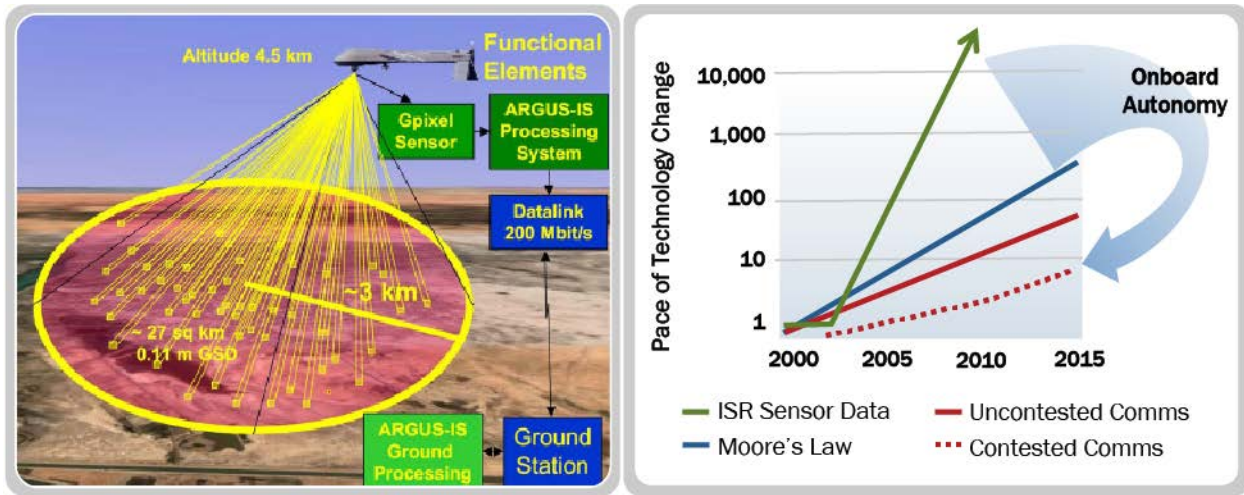 Altitude 4.5 km
Functional
Elements
Gpixel
Sensor
ARGUS-IS
Processing
System
Datalink
200 Mbit/s
~3 km
~ 27 sq km
0.11 m GSD
ARGUS-IS
Ground
Processing
Ground
Station
Pace of Technology Change
10,000
1,000
100
10
1
2000 2005 2010 2015
Onboard
Autonomy
ISR Sensor Data
Uncontested Comms
Moore's Law
Contested Comms